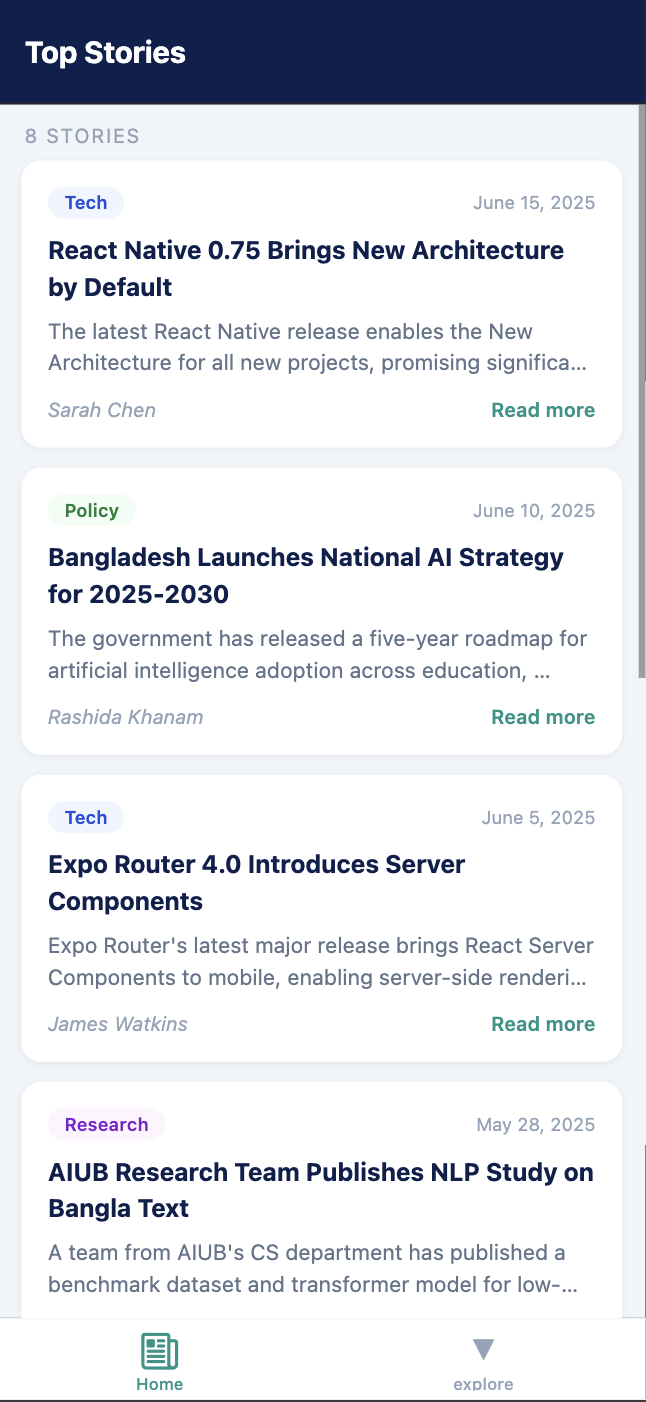 Top Stories
8 STORIES
Tech
June 15, 2025
React Native 0.75 Brings New Architecture
by Default
The latest React Native release enables the New
Architecture for all new projects, promising significa...
Sarah Chen
Read more
Policy
June 10, 2025
Bangladesh Launches National AI Strategy
for 2025-2030
The government has released a five-year roadmap for
artificial intelligence adoption across education, ...
Rashida Khanam
Read more
Tech
June 5, 2025
Expo Router 4.0 Introduces Server
Components
Expo Router's latest major release brings React Server
Components to mobile, enabling server-side renderi...
James Watkins
Read more
Research
May 28, 2025
AIUB Research Team Publishes NLP Study on
Bangla Text
A team from AIUB's CS department has published a
benchmark dataset and transformer model for low-...
Home
explore